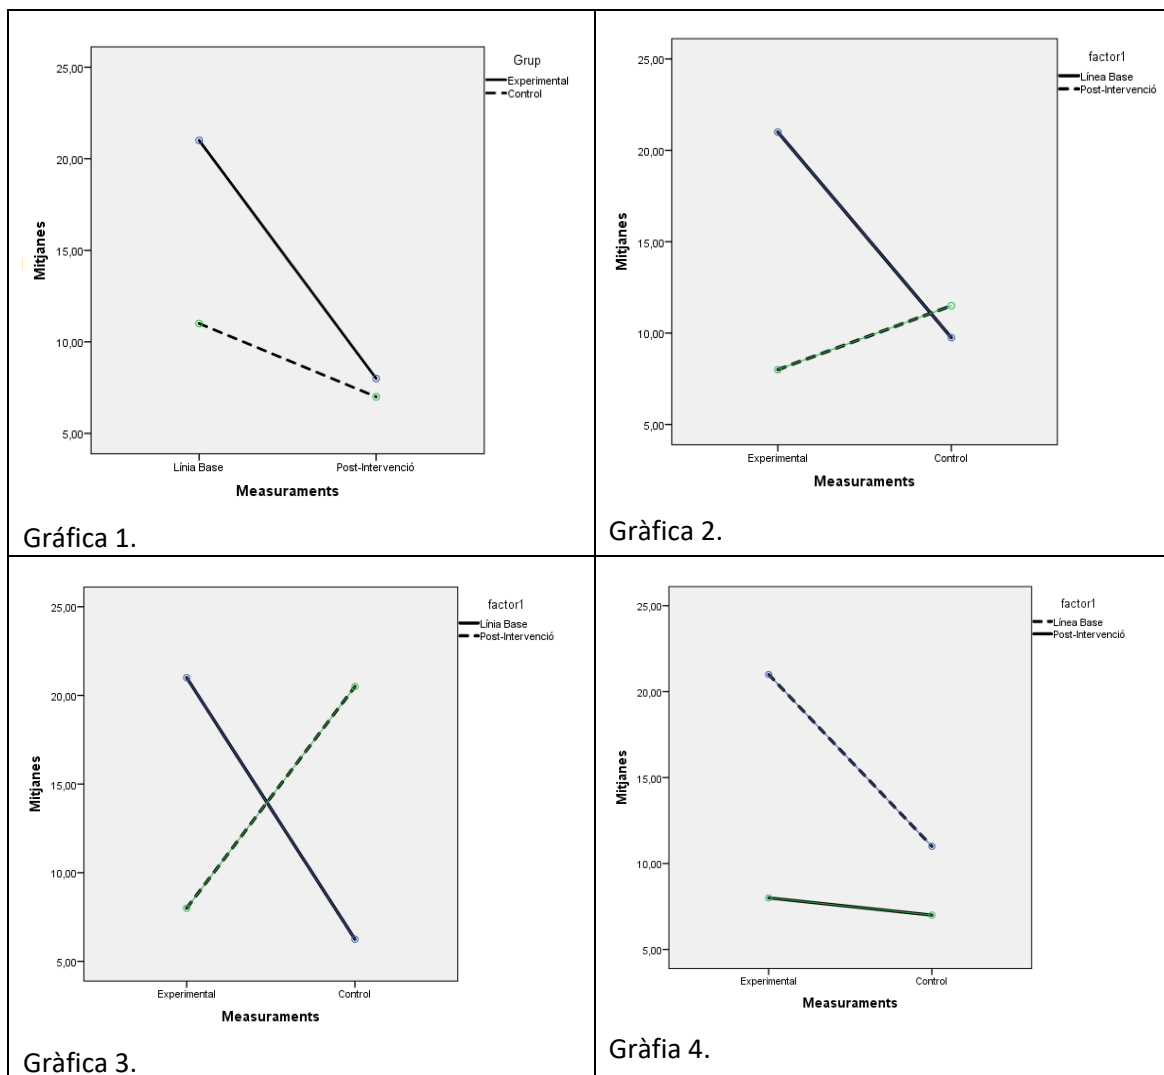 Grup
Experimental
Control
25,00
20,00
15,00
10,00
5,00
Mitjanes
Línia Base
Post-Intervenció
Measuraments
Gráfica 1.
factor1
Línea Base
Post-Intervenció
25,00
20,00
15,00
10,00
5,00
Mitjanes
Experimental
Control
Measuraments
Gràfica 2.
factor1
Línia Base
Post-Intervenció
25,00
20,00
15,00
10,00
5,00
Mitjanes
Experimental
Control
Measuraments
Gràfica 3.
factor1
Línea Base
Post-Intervenció
25,00
20,00
15,00
10,00
5,00
Mitjanes
Experimental
Control
Measuraments
Gràfia 4.